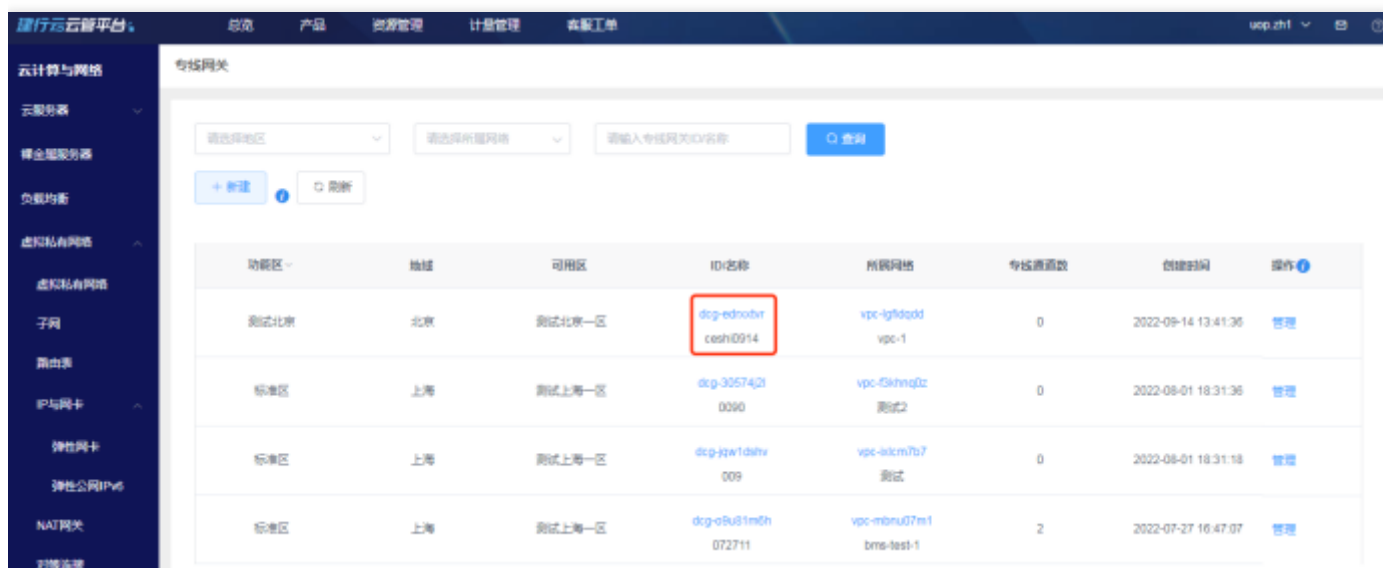 建行云云管平台
总览 产品 资源管理 计量管理 客服工单
uop.zh1
云计算与网络
专线网关
云服务器
裸金属服务器
负载均衡
虚拟私有网络
虚拟私有网络
子网
路由表
IP与网卡
弹性网卡
弹性公网IPv6
NAT网关
对等连接
请选择地区 请选择所属网络 请输入专线网关ID/名称 查询
+ 新建 刷新
功能区 地域 可用区 ID/名称 所属网络 专线通道数 创建时间 操作
测试北京 北京 测试北京一区 0 2022-09-14 13:41:36 管理
ceshi0914 vpc-1
标准区 上海 测试上海一区 dcg-30574j2l 0 2022-08-01 18:31:36 管理
0090 测试2
标准区 上海 测试上海一区 0 2022-08-01 18:31:18 管理
009 测试
标准区 上海 测试上海一区 dcg-o9u81m6h vpc-mbnu07m1 2 2022-07-27 16:47:07 管理
072711 bms-test-1